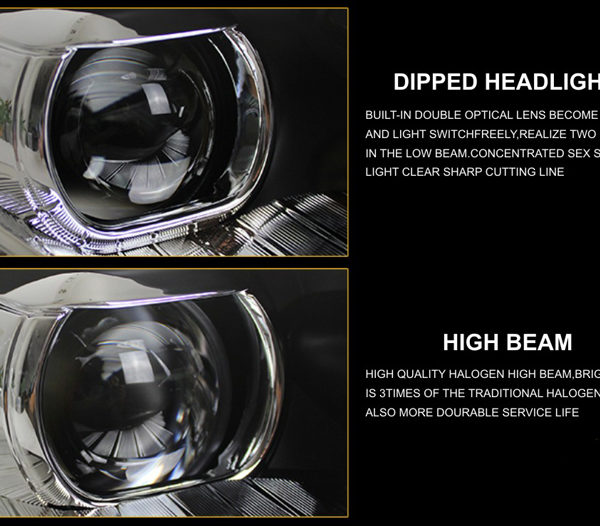 DIPPED HEADLIGH
BUILT-IN DOUBLE OPTICAL LENS BECOME
AND LIGHT SWITCHFREELY,REALIZE TWO
IN THE LOW BEAM.CONCENTRATED SEX S
LIGHT CLEAR SHARP CUTTING LINE
HIGH BEAM
HIGH QUALITY HALOGEN HIGH BEAM,BRIG
IS 3TIMES OF THE TRADITIONAL HALOGEN
ALSO MORE DOURABLE SERVICE LIFE